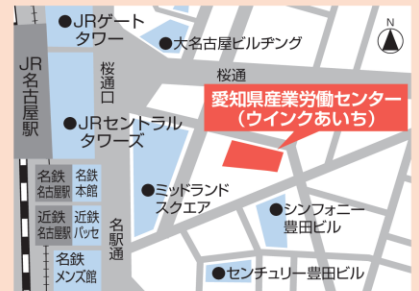 ●JRゲート
タワー
N
●大名古屋ビルヂング
桜通
JR
名古屋駅
桜通
口
愛知県産業労働センター
(ウインクあいち)
●JRセントラル
タワーズ
名鉄
名古屋駅
名鉄
本館
●ミッドランド
スクエア
●シンフォニー
豊田ビル
近鉄
名古屋駅
近鉄
パッセ
名駅通
名鉄
メンズ館
●センチュリー豊田ビル